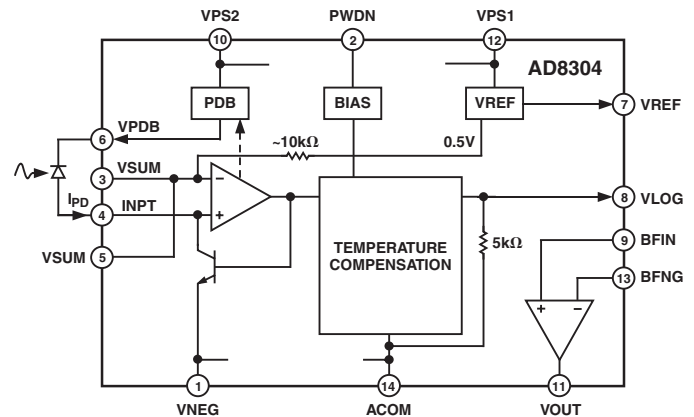 VPS2 PWDN VPS1
10 2 12
AD8304
PDB BIAS VREF
7 VREF
VPDB
6
~10kΩ 0.5V
VSUM
3
−
IPD
INPT
4
+
8 VLOG
TEMPERATURE
COMPENSATION
5kΩ
9 BFIN
VSUM 5
13 BFNG
+ −
1 14 11
VNEG ACOM VOUT